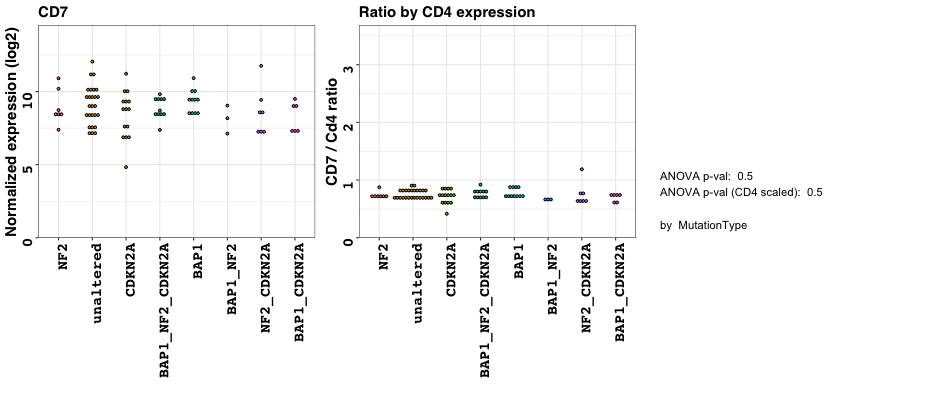 CD7
Normalized expression (log2)
0
5
10
NF2
unaltered
CDKN2A
BAP1_NF2_CDKN2A
BAP1
BAP1_NF2
NF2_CDKN2A
BAP1_CDKN2A
Ratio by CD4 expression
CD7 / Cd4 ratio
0
1
2
3
NF2
unaltered
CDKN2A
BAP1_NF2_CDKN2A
BAP1
BAP1_NF2
NF2_CDKN2A
BAP1_CDKN2A
ANOVA p-val: 0.5
ANOVA p-val (CD4 scaled): 0.5
by MutationType